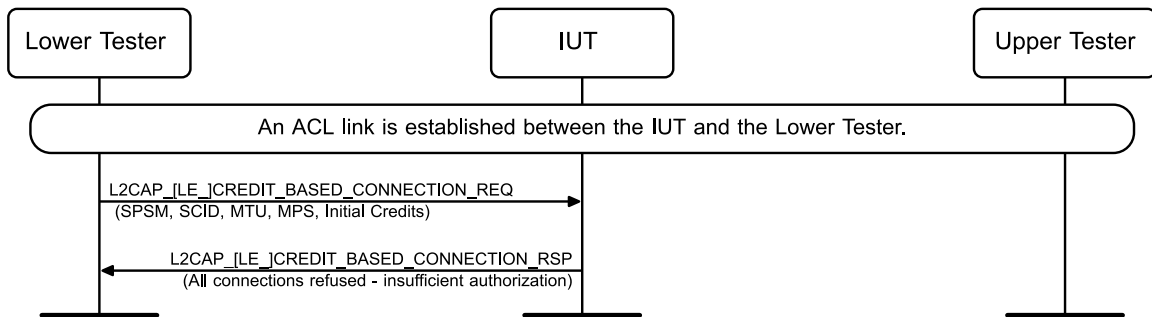 Lower Tester
IUT
Upper Tester
An ACL link is established between the IUT and the Lower Tester.
L2CAP_[LE_]CREDIT_BASED_CONNECTION_REQ
(SPSM, SCID, MTU, MPS, Initial Credits)
L2CAP_[LE_]CREDIT_BASED_CONNECTION_RSP
(All connections refused - insufficient authorization)